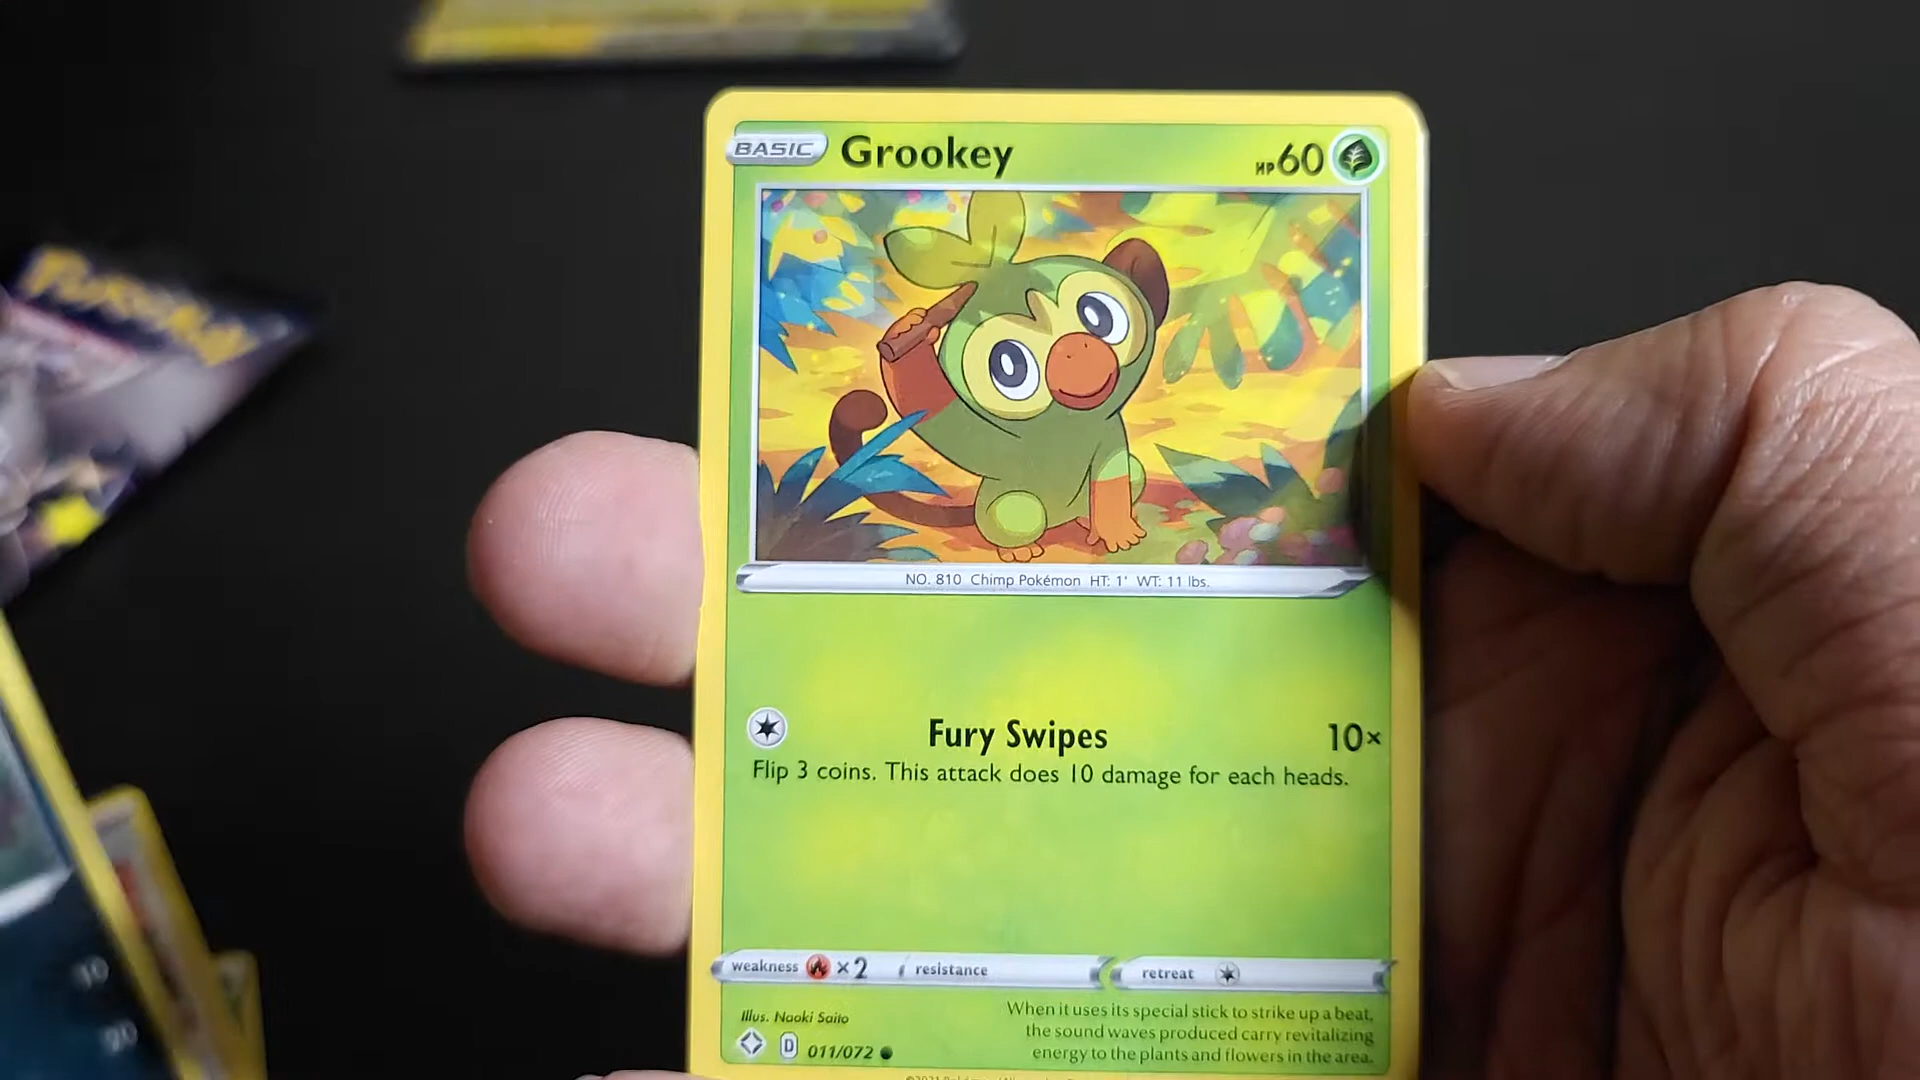 BASIC Grookey HP60
NO. 810 Chimp Pokémon HT: 1' WT: 11 lbs.
Fury Swipes 10×
Flip 3 coins. This attack does 10 damage for each heads.
weakness ×2 resistance retreat
Illus. Naoki Saito
When it uses its special stick to strike up a beat,
the sound waves produced carry revitalizing
energy to the plants and flowers in the area.
D 011/072
POKÉMON